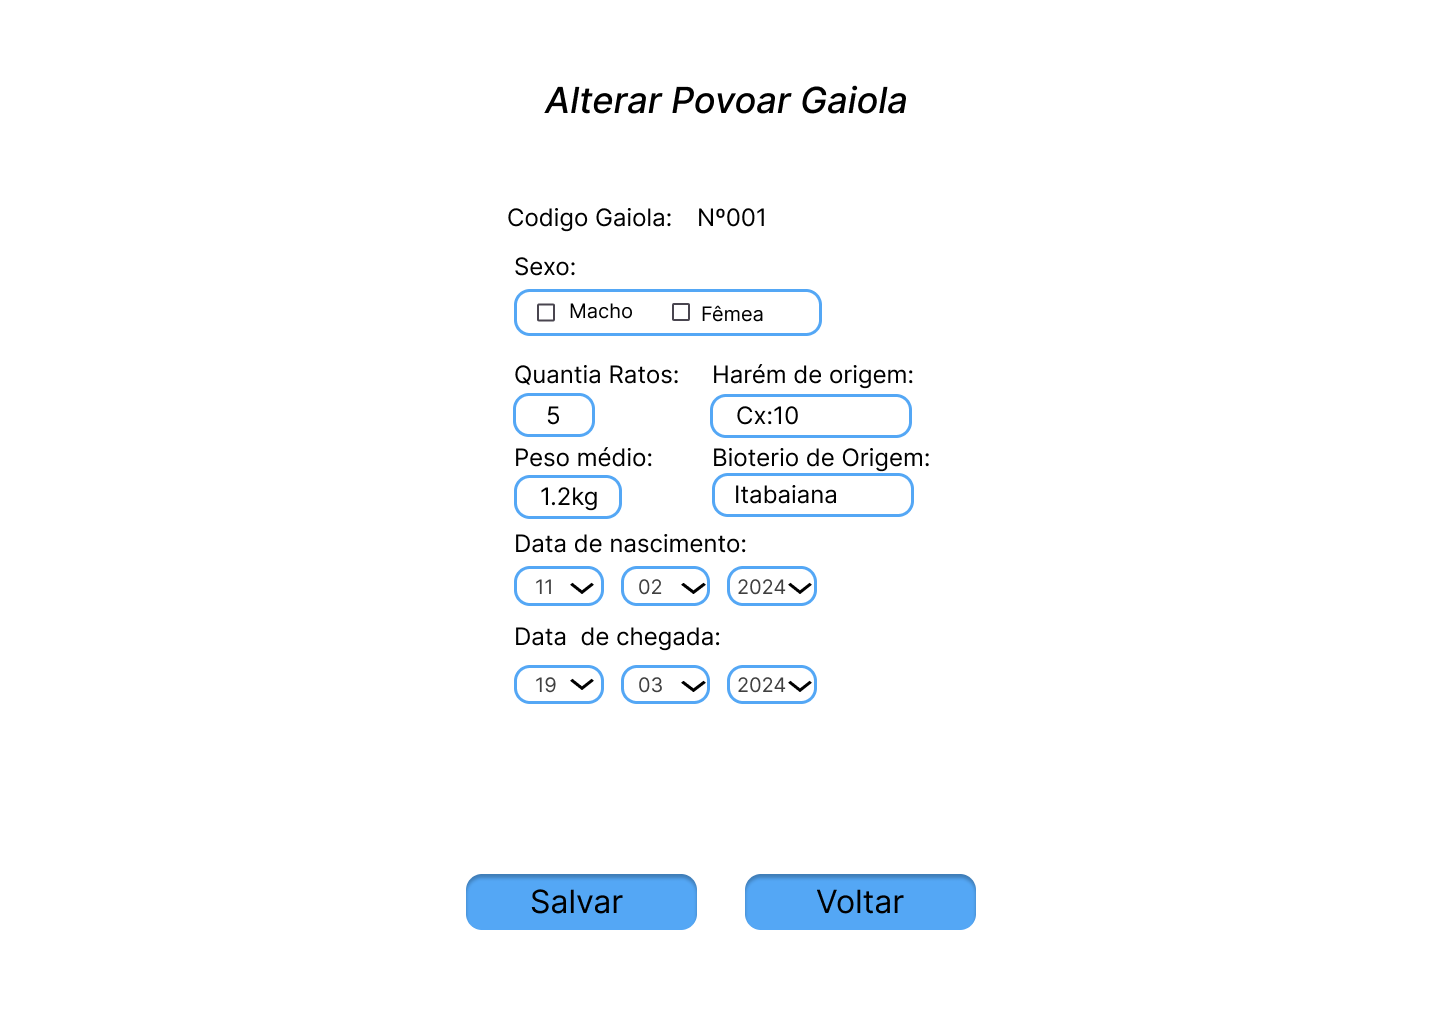 Alterar Povoar Gaiola
Codigo Gaiola: Nº001
Sexo:
Macho Fêmea
Quantia Ratos: Harém de origem:
5 Cx:10
Peso médio: Bioterio de Origem:
1.2kg Itabaiana
Data de nascimento:
11 02 2024
Data de chegada:
19 03 2024
Salvar Voltar